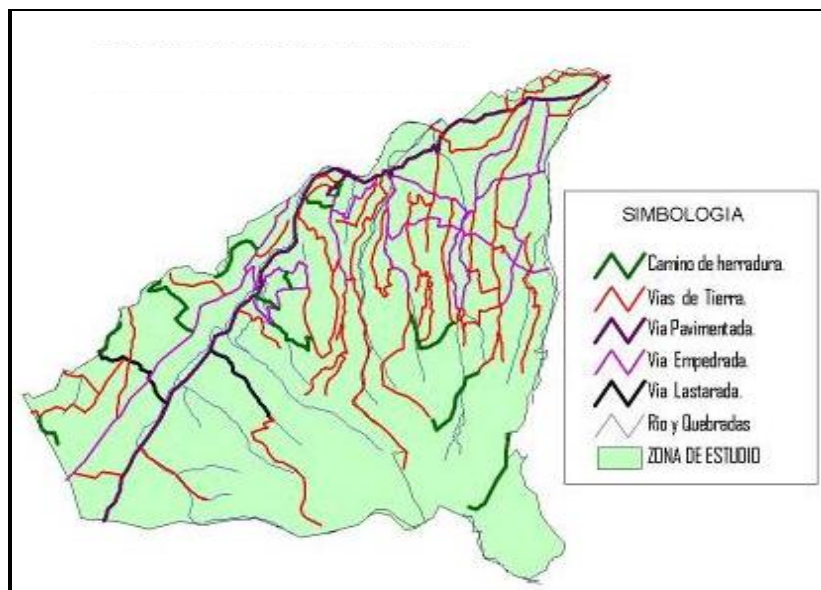 SIMBOLOGIA
Camino de herradura.
Vias de Tierra.
Via Pavimentada.
Via Empedrada.
Via Lastarada.
Rio y Quebradas
ZONA DE ESTUDIO